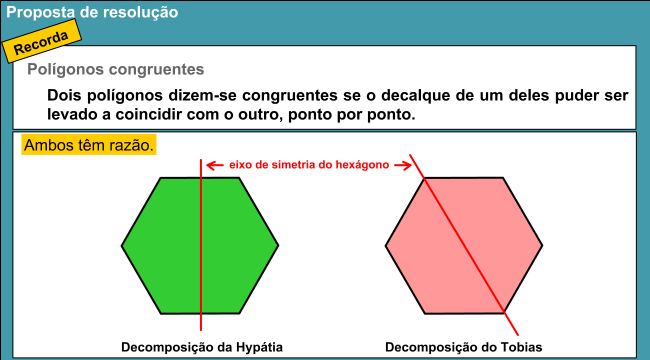 Proposta de resolução
Recorda
Polígonos congruentes
Dois polígonos dizem-se congruentes se o decalque de um deles puder ser
levado a coincidir com o outro, ponto por ponto.
Ambos têm razão.
eixo de simetria do hexágono
Decomposição da Hypátia
Decomposição do Tobias